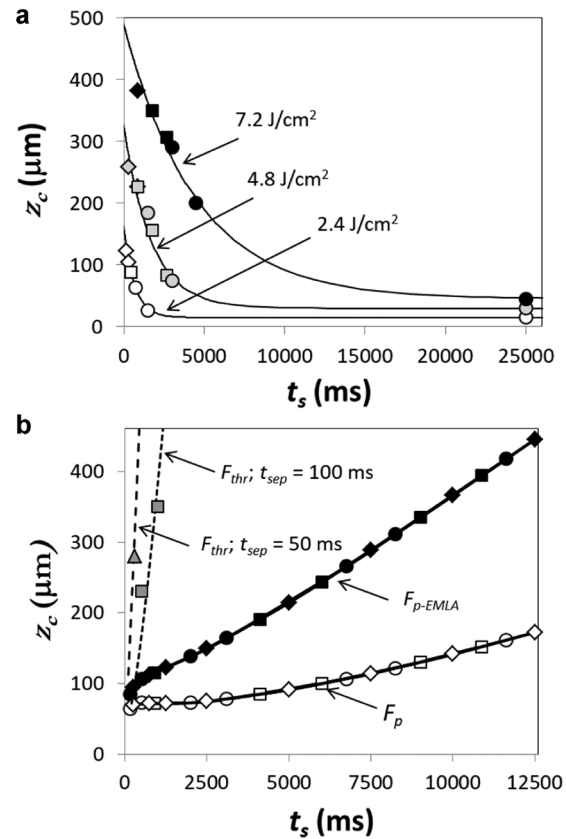 a
500
400
300
200
100
0
z_c (μm)
7.2 J/cm²
4.8 J/cm²
2.4 J/cm²
0 5000 10000 15000 20000 25000
t_s (ms)
b
400
300
200
100
0
z_c (μm)
F_thr; t_sep = 100 ms
F_thr; t_sep = 50 ms
F_p-EMLA
F_p
0 2500 5000 7500 10000 12500
t_s (ms)